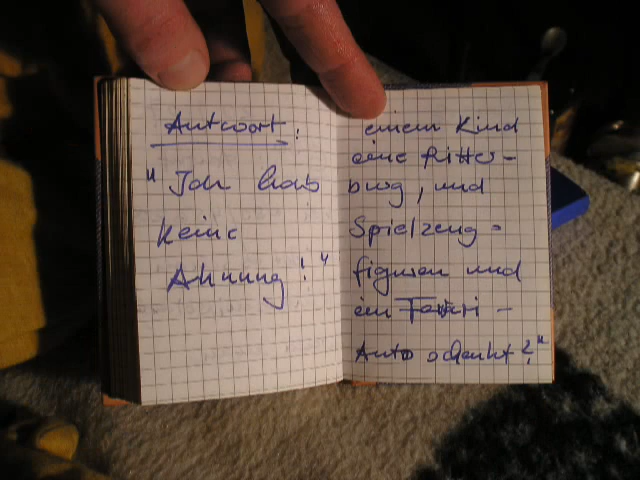 Antwort:
"Ich hab
keine
Ahnung!"
einem Kind
eine Ritter-
burg, und
Spielzeug-
figuren und
ein Ferrari-
Auto schenkt?"